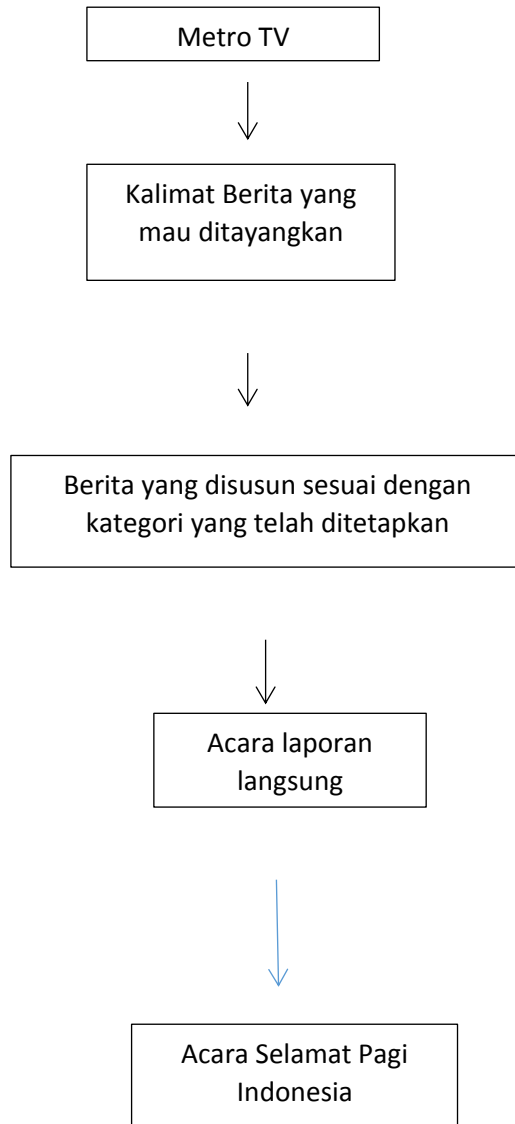 Metro TV
Kalimat Berita yang
mau ditayangkan
Berita yang disusun sesuai dengan
kategori yang telah ditetapkan
Acara laporan
langsung
Acara Selamat Pagi
Indonesia